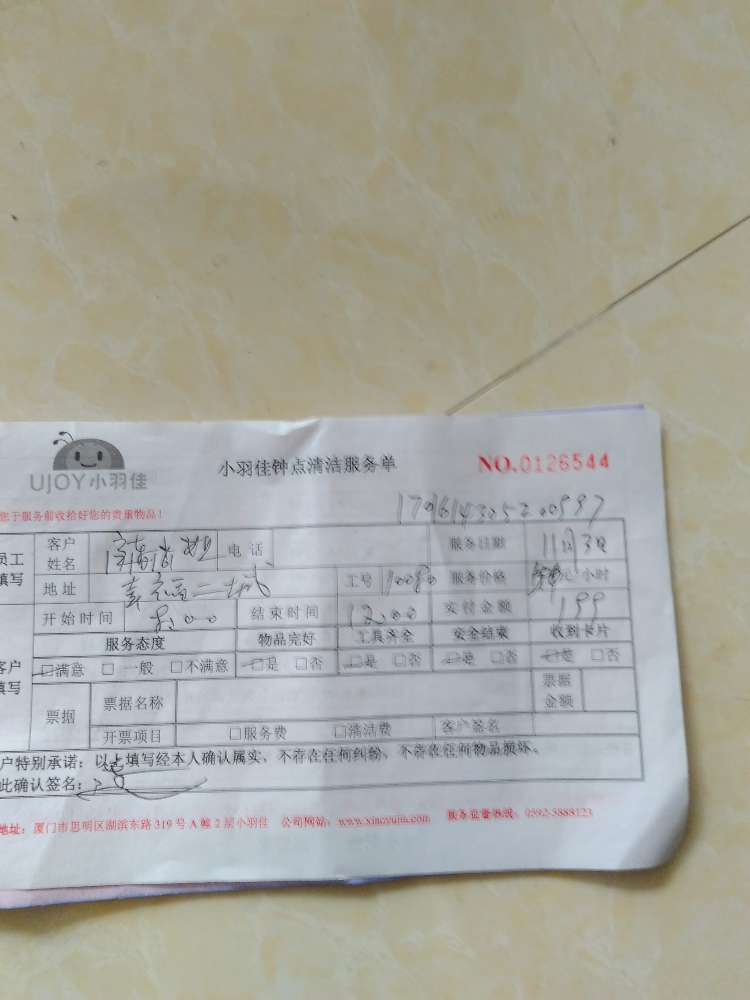 UJOY小羽佳 小羽佳钟点清洁服务单 NO.0126544
您于服务前收拾好您的贵重物品！
员工填写 客户姓名 电话 服务日期 11月3日
地址 工号 服务价格 元/小时
开始时间 8:00 结束时间 12:00 实付金额 199
服务态度 物品完好 工具齐全 安全结束 收到卡片
客户填写 □满意 □一般 □不满意 □是 □否 □是 □否 □是 □否 □是 □否
票据 票据名称 票据金额
开票项目 □服务费 □清洁费 客户签名
户特别承诺：以上填写经本人确认属实，不存在任何纠纷，不存在任何物品损坏。
此确认签名：
地址：厦门市思明区湖滨东路319号A幢2层小羽佳 公司网站：www.xiaoyujia.com 服务监督热线：0592-5888123